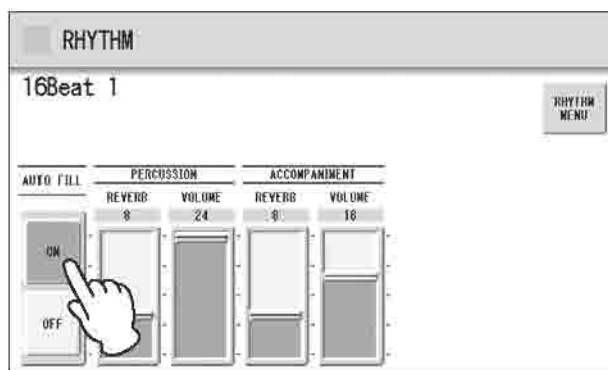 RHYTHM
16Beat 1
RHYTHM MENU
AUTO FILL
PERCUSSION
ACCOMPANIMENT
REVERB VOLUME REVERB VOLUME
8 24 8 16
ON
OFF